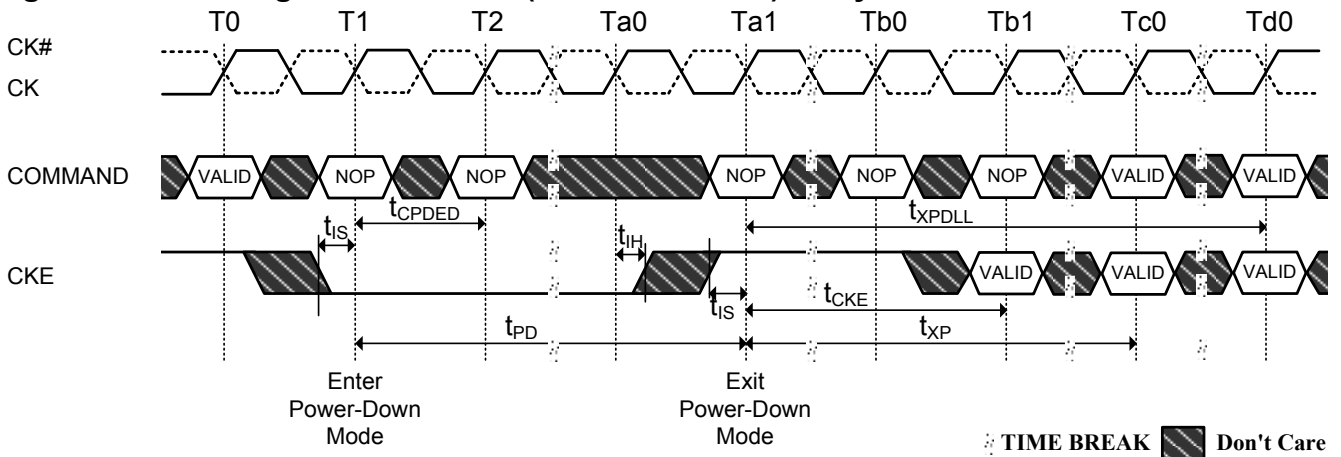 T0 T1 T2 Ta0 Ta1 Tb0 Tb1 Tc0 Td0
CK#
CK
COMMAND VALID NOP NOP NOP NOP NOP VALID VALID
tIS tCPDED tIH tXPDLL
CKE VALID VALID VALID
tIS tCKE
tPD tXP
Enter Power-Down Mode
Exit Power-Down Mode
TIME BREAK Don't Care